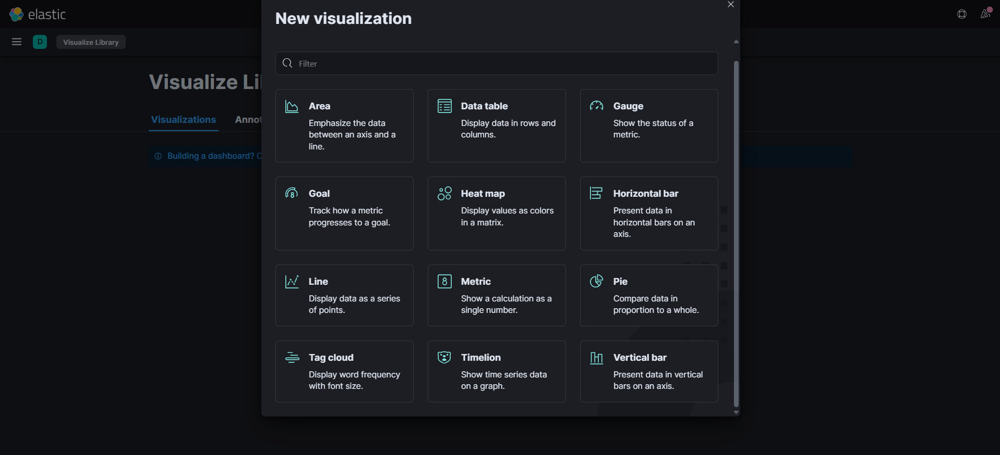 elastic
D
Visualize Library
New visualization
Filter
Visualize Li
Visualizations
Annot
Building a dashboard? C
Area
Emphasize the data
between an axis and a
line.
Data table
Display data in rows and
columns.
Gauge
Show the status of a
metric.
Goal
Track how a metric
progresses to a goal.
Heat map
Display values as colors
in a matrix.
Horizontal bar
Present data in
horizontal bars on an
axis.
Line
Display data as a series
of points.
Metric
Show a calculation as a
single number.
Pie
Compare data in
proportion to a whole.
Tag cloud
Display word frequency
with font size.
Timelion
Show time series data
on a graph.
Vertical bar
Present data in vertical
bars on an axis.